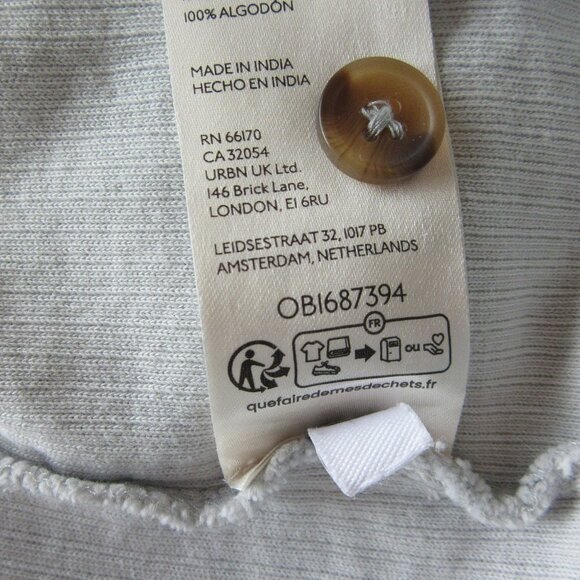 100% ALGODÓN
MADE IN INDIA
HECHO EN INDIA
RN 66170
CA 32054
URBN UK Ltd.
146 Brick Lane,
LONDON, E1 6RU
LEIDSESTRAAT 32, 1017 PB
AMSTERDAM, NETHERLANDS
OB1687394
FR
ou
quefairedemesdechets.fr